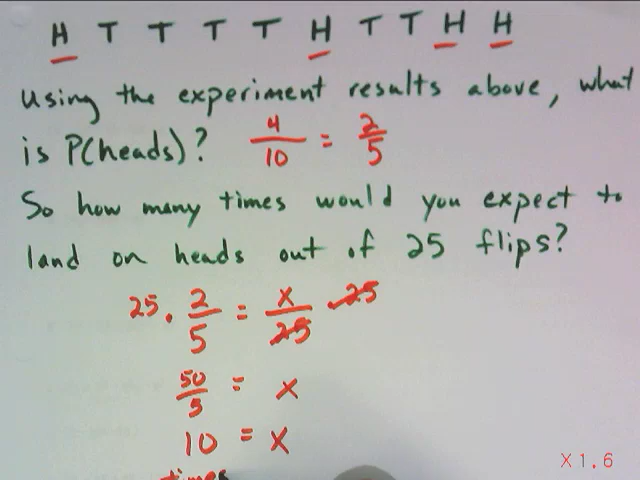 H T T T T H T T H H
Using the experiment results above, what
is P(heads)? 4/10 = 2/5
So how many times would you expect to
land on heads out of 25 flips?
25 · 2/5 = x/25 · 25
50/5 = x
10 = x
times
X1.6